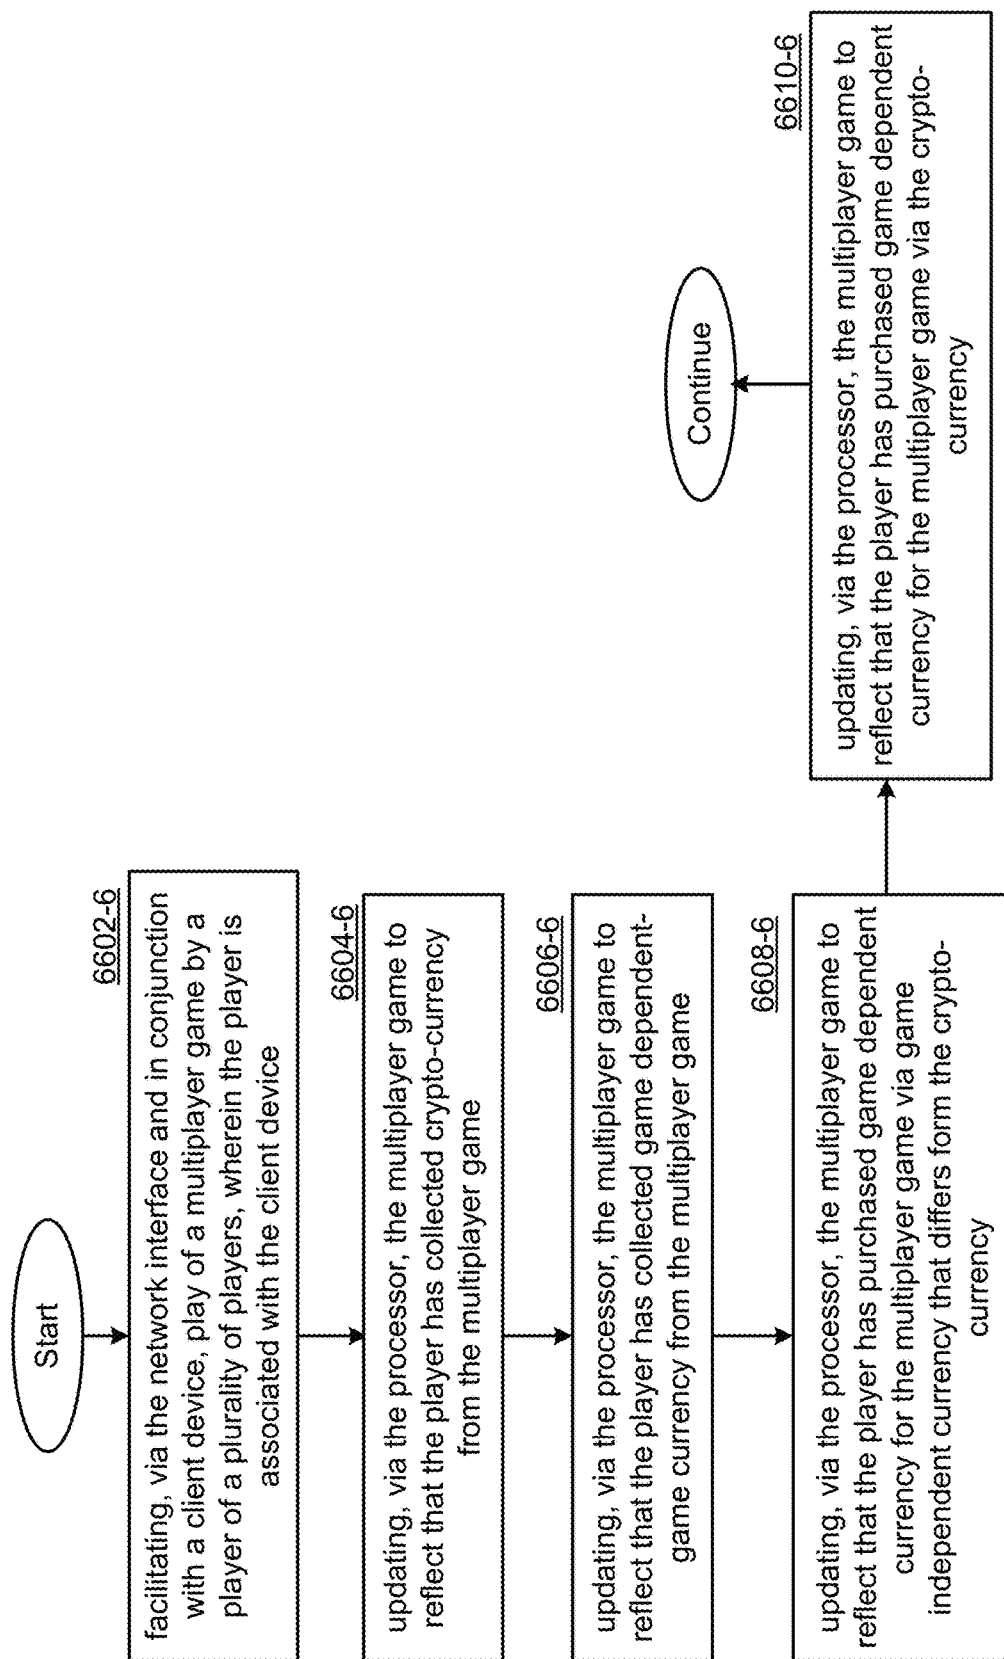 Start
6602-6
facilitating, via the network interface and in conjunction
with a client device, play of a multiplayer game by a
player of a plurality of players, wherein the player is
associated with the client device
6604-6
updating, via the processor, the multiplayer game to
reflect that the player has collected crypto-currency
from the multiplayer game
6606-6
updating, via the processor, the multiplayer game to
reflect that the player has collected game dependent-
game currency from the multiplayer game
6608-6
updating, via the processor, the multiplayer game to
reflect that the player has purchased game dependent
currency for the multiplayer game via game
independent currency that differs form the crypto-
currency
6610-6
updating, via the processor, the multiplayer game to
reflect that the player has purchased game dependent
currency for the multiplayer game via the crypto-
currency
Continue